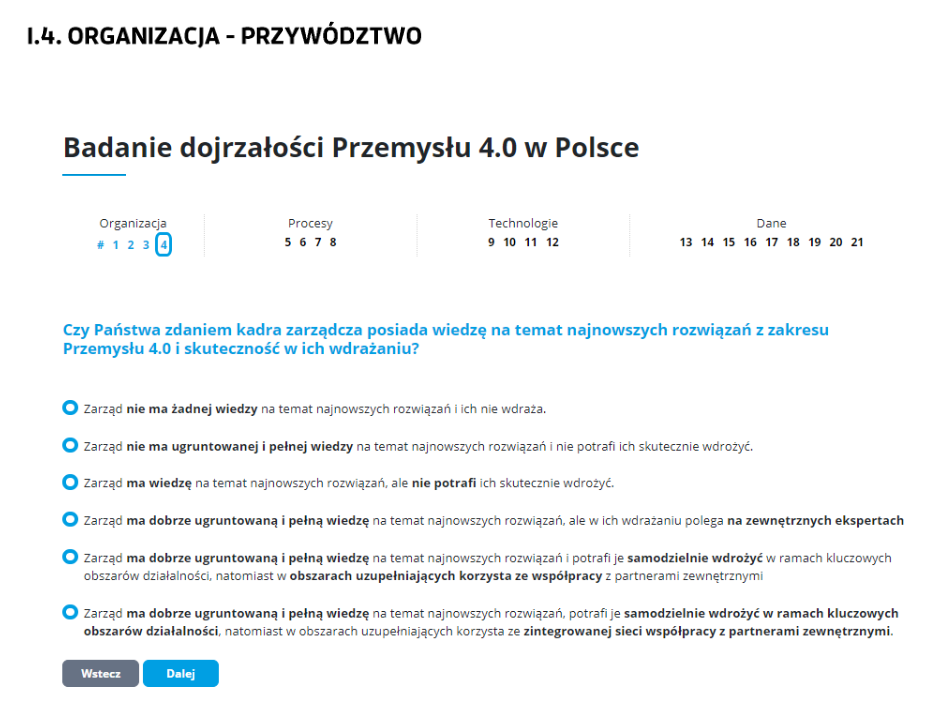 I.4. ORGANIZACJA - PRZYWÓDZTWO
Badanie dojrzałości Przemysłu 4.0 w Polsce
Organizacja Procesy Technologie Dane
# 1 2 3 4 5 6 7 8 9 10 11 12 13 14 15 16 17 18 19 20 21
Czy Państwa zdaniem kadra zarządcza posiada wiedzę na temat najnowszych rozwiązań z zakresu
Przemysłu 4.0 i skuteczność w ich wdrażaniu?
Zarząd nie ma żadnej wiedzy na temat najnowszych rozwiązań i ich nie wdraża.
Zarząd nie ma ugruntowanej i pełnej wiedzy na temat najnowszych rozwiązań i nie potrafi ich skutecznie wdrożyć.
Zarząd ma wiedzę na temat najnowszych rozwiązań, ale nie potrafi ich skutecznie wdrożyć.
Zarząd ma dobrze ugruntowaną i pełną wiedzę na temat najnowszych rozwiązań, ale w ich wdrażaniu polega na zewnętrznych ekspertach
Zarząd ma dobrze ugruntowaną i pełną wiedzę na temat najnowszych rozwiązań i potrafi je samodzielnie wdrożyć w ramach kluczowych
obszarów działalności, natomiast w obszarach uzupełniających korzysta ze współpracy z partnerami zewnętrznymi
Zarząd ma dobrze ugruntowaną i pełną wiedzę na temat najnowszych rozwiązań, potrafi je samodzielnie wdrożyć w ramach kluczowych
obszarów działalności, natomiast w obszarach uzupełniających korzysta ze zintegrowanej sieci współpracy z partnerami zewnętrznymi.
Wstecz Dalej